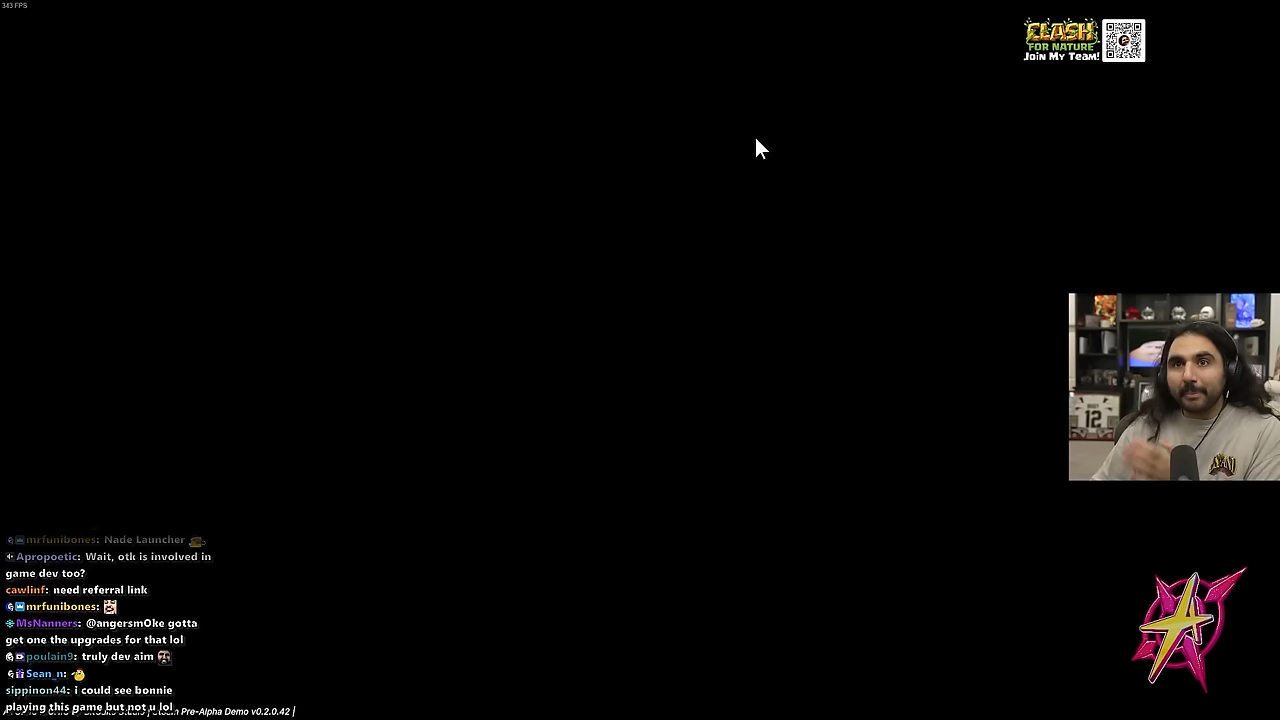 343 FPS
CLASH
FOR NATURE
Join My Team!
12
mrfunibones: Nade Launcher
Apropoetic: Wait, otk is involved in
game dev too?
cawlinf: need referral link
mrfunibones:
MsNanners: @angersm0ke gotta
get one the upgrades for that lol
poulain9: truly dev aim
Sean_n:
sippinon44: i could see bonnie
playing this game but not u lol
Pre-Alpha Demo v0.2.0.42 |